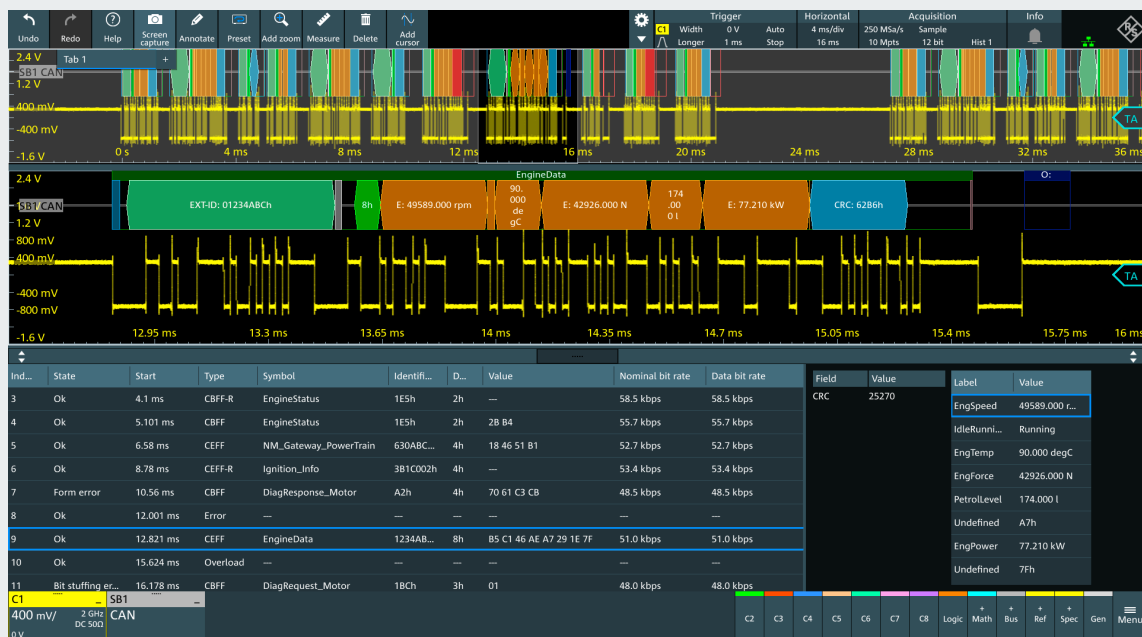 Undo Redo Help Screen capture Annotate Preset Add zoom Measure Delete Add cursor
Trigger Horizontal Acquisition Info
C1 Width 0 V Auto 4 ms/div 250 MSa/s Sample
Longer 1 ms Stop 16 ms 10 Mpts 12 bit Hist 1
2.4 V Tab 1 +
SB1 CAN
1.2 V
400 mV
-400 mV TA
-1.6 V 0 s 4 ms 8 ms 12 ms 16 ms 20 ms 24 ms 28 ms 32 ms 36 ms
2.4 V EngineData O:
SB1 CAN EXT-ID: 01234ABCh 8h E: 49589.000 rpm 90.000 degC E: 42926.000 N 174.000 l E: 77.210 kW CRC: 62B6h
1.2 V
800 mV
400 mV
TA
-400 mV
-800 mV
-1.6 V 12.95 ms 13.3 ms 13.65 ms 14 ms 14.35 ms 14.7 ms 15.05 ms 15.4 ms 15.75 ms 16 ms
Ind... State Start Type Symbol Identifi... D... Value Nominal bit rate Data bit rate
3 Ok 4.1 ms CBFF-R EngineStatus 1E5h 2h --- 58.5 kbps 58.5 kbps
4 Ok 5.101 ms CBFF EngineStatus 1E5h 2h 2B B4 55.7 kbps 55.7 kbps
5 Ok 6.58 ms CEFF NM_Gateway_PowerTrain 630ABC... 4h 18 46 51 B1 52.7 kbps 52.7 kbps
6 Ok 8.78 ms CEFF-R Ignition_Info 3B1C002h 4h --- 53.4 kbps 53.4 kbps
7 Form error 10.56 ms CBFF DiagResponse_Motor A2h 4h 70 61 C3 CB 48.5 kbps 48.5 kbps
8 Ok 12.001 ms Error --- --- --- --- --- ---
9 Ok 12.821 ms CEFF EngineData 1234AB... 8h B5 C1 46 AE A7 29 1E 7F 51.0 kbps 51.0 kbps
10 Ok 15.624 ms Overload --- --- --- --- --- ---
11 Bit stuffing er... 16.178 ms CBFF DiagRequest_Motor 1BCh 3h 01 48.0 kbps 48.0 kbps
Field Value
CRC 25270
Label Value
EngSpeed 49589.000 r...
IdleRunni... Running
EngTemp 90.000 degC
EngForce 42926.000 N
PetrolLevel 174.000 l
Undefined A7h
EngPower 77.210 kW
Undefined 7Fh
C1 SB1
400 mV/ 2 GHz CAN
DC 50Ω
0 V
C2 C3 C4 C5 C6 C7 C8 Logic + Math + Bus + Ref + Spec Gen Menu